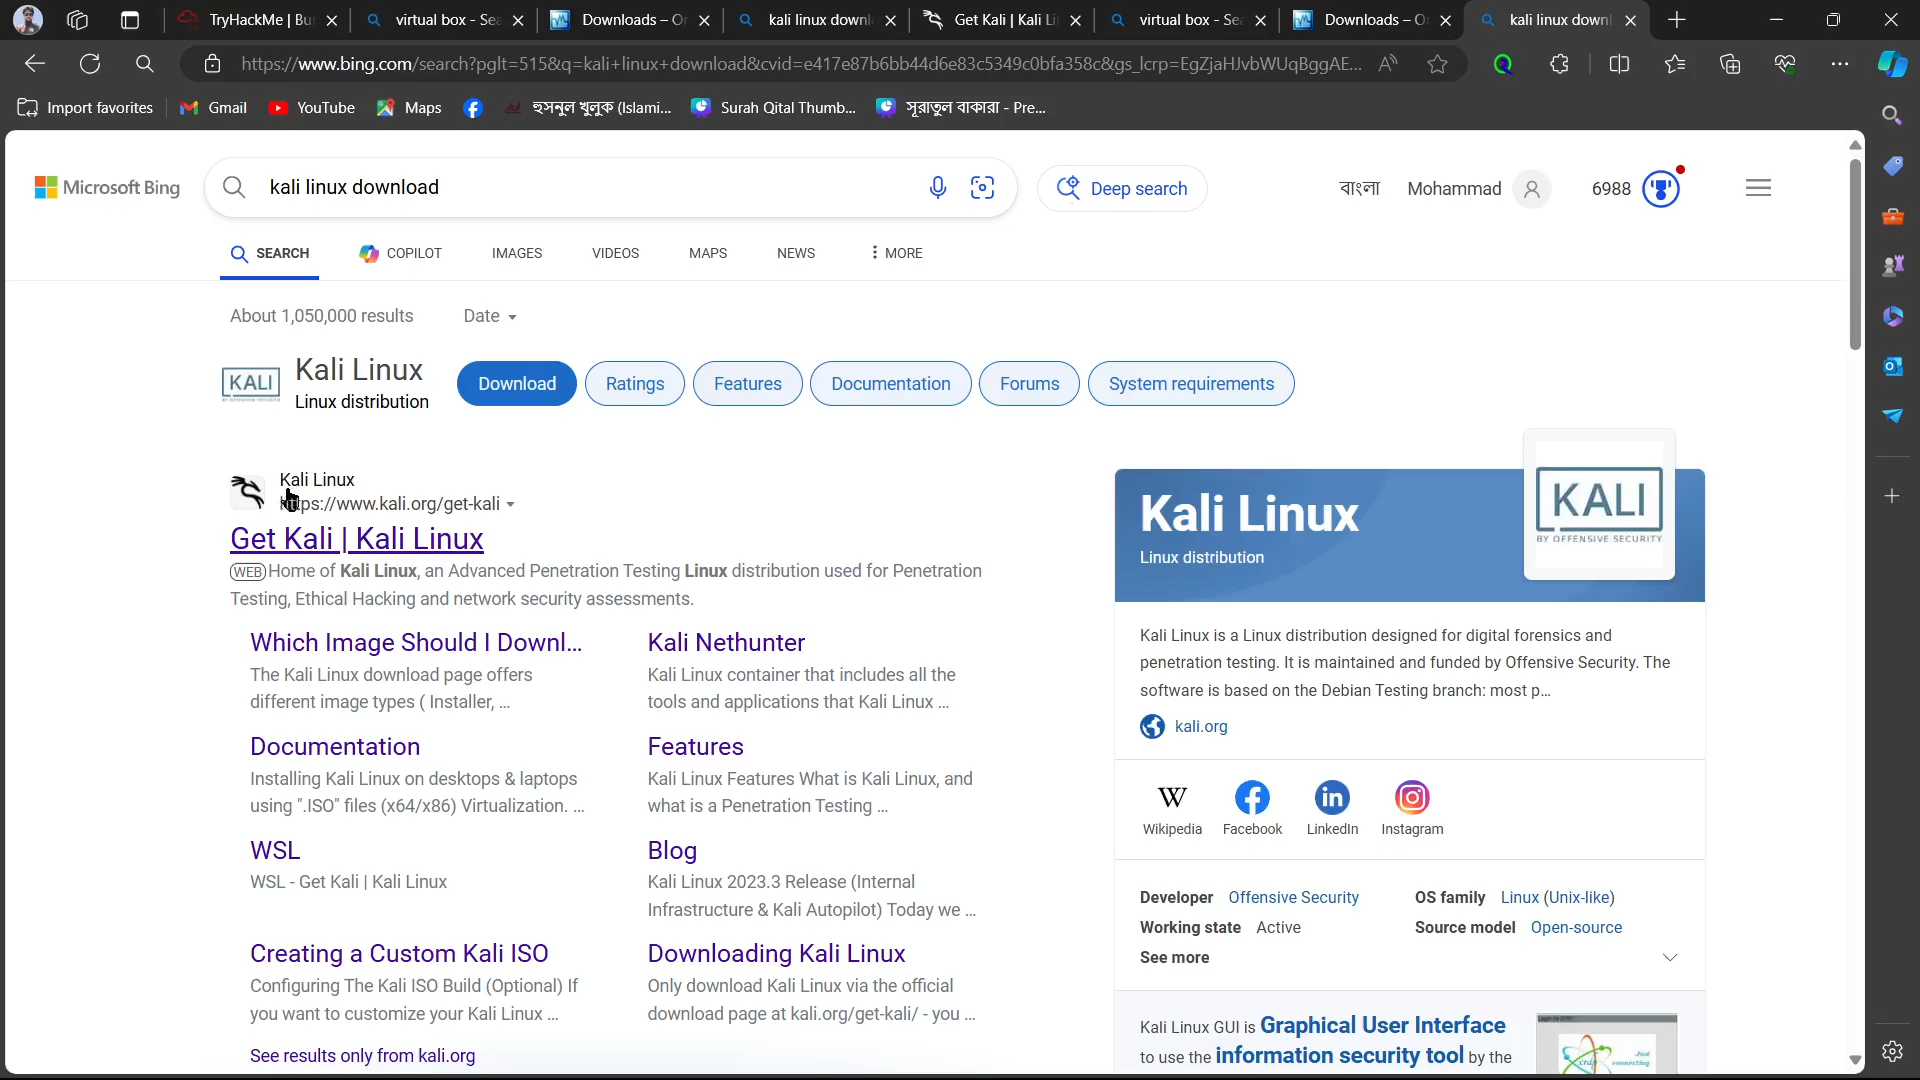 TryHackMe | Bu
virtual box - Sea
Downloads – Or
kali linux downl
Get Kali | Kali Li
virtual box - Sea
Downloads – Or
kali linux downl
https://www.bing.com/search?pglt=515&q=kali+linux+download&cvid=e417e87b6bb44d6e83c5349c0bfa358c&gs_lcrp=EgZjaHJvbWUqBggAE...
Import favorites
Gmail
YouTube
Maps
হুসনুল খুলুক (Islami...
Surah Qital Thumb...
সূরাতুল বাকারা - Pre...
Microsoft Bing
kali linux download
Deep search
বাংলা
Mohammad
6988
SEARCH
COPILOT
IMAGES
VIDEOS
MAPS
NEWS
MORE
About 1,050,000 results
Date
KALI
Kali Linux
Linux distribution
Download
Ratings
Features
Documentation
Forums
System requirements
Kali Linux
https://www.kali.org/get-kali
Get Kali | Kali Linux
WEB Home of Kali Linux, an Advanced Penetration Testing Linux distribution used for Penetration
Testing, Ethical Hacking and network security assessments.
Which Image Should I Downl...
The Kali Linux download page offers
different image types ( Installer, ...
Kali Nethunter
Kali Linux container that includes all the
tools and applications that Kali Linux ...
Documentation
Installing Kali Linux on desktops & laptops
using ".ISO" files (x64/x86) Virtualization. ...
Features
Kali Linux Features What is Kali Linux, and
what is a Penetration Testing ...
WSL
WSL - Get Kali | Kali Linux
Blog
Kali Linux 2023.3 Release (Internal
Infrastructure & Kali Autopilot) Today we ...
Creating a Custom Kali ISO
Configuring The Kali ISO Build (Optional) If
you want to customize your Kali Linux ...
Downloading Kali Linux
Only download Kali Linux via the official
download page at kali.org/get-kali/ - you ...
See results only from kali.org
Kali Linux
Linux distribution
KALI
BY OFFENSIVE SECURITY
Kali Linux is a Linux distribution designed for digital forensics and
penetration testing. It is maintained and funded by Offensive Security. The
software is based on the Debian Testing branch: most p...
kali.org
Wikipedia
Facebook
LinkedIn
Instagram
Developer Offensive Security
OS family Linux (Unix-like)
Working state Active
Source model Open-source
See more
Kali Linux GUI is Graphical User Interface
to use the information security tool by the